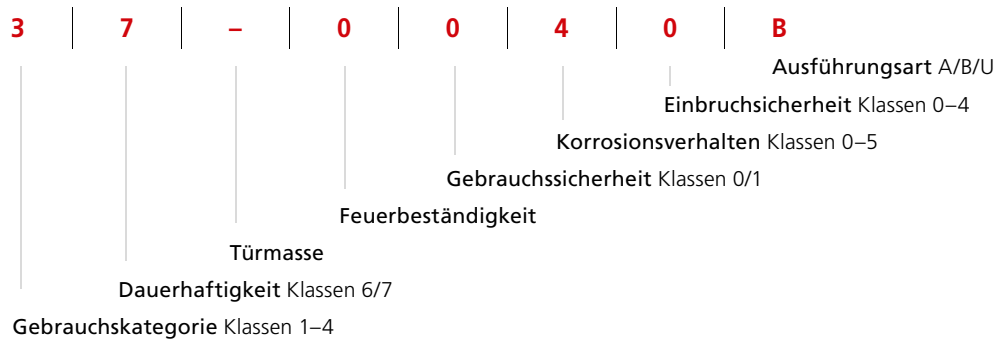 3 7 – 0 0 4 0 B
Ausführungsart A/B/U
Einbruchsicherheit Klassen 0–4
Korrosionsverhalten Klassen 0–5
Gebrauchssicherheit Klassen 0/1
Feuerbeständigkeit
Türmasse
Dauerhaftigkeit Klassen 6/7
Gebrauchskategorie Klassen 1–4